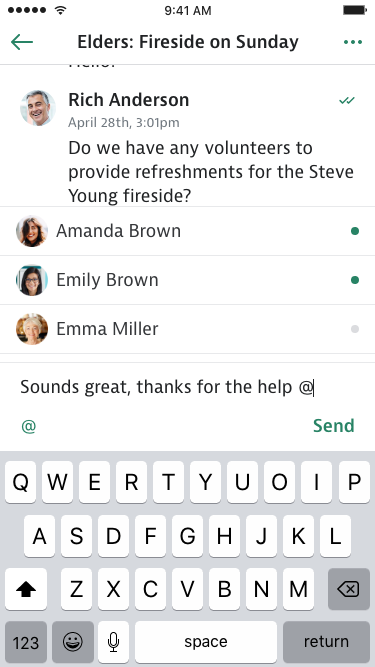 9:41 AM
Elders: Fireside on Sunday
Hello!
Rich Anderson
April 28th, 3:01pm
Do we have any volunteers to
provide refreshments for the Steve
Young fireside?
Amanda Brown
Emily Brown
Emma Miller
Sounds great, thanks for the help @
@ Send
Q W E R T Y U O I P
A S D F G H J K L
Z X C V B N M
123 space return